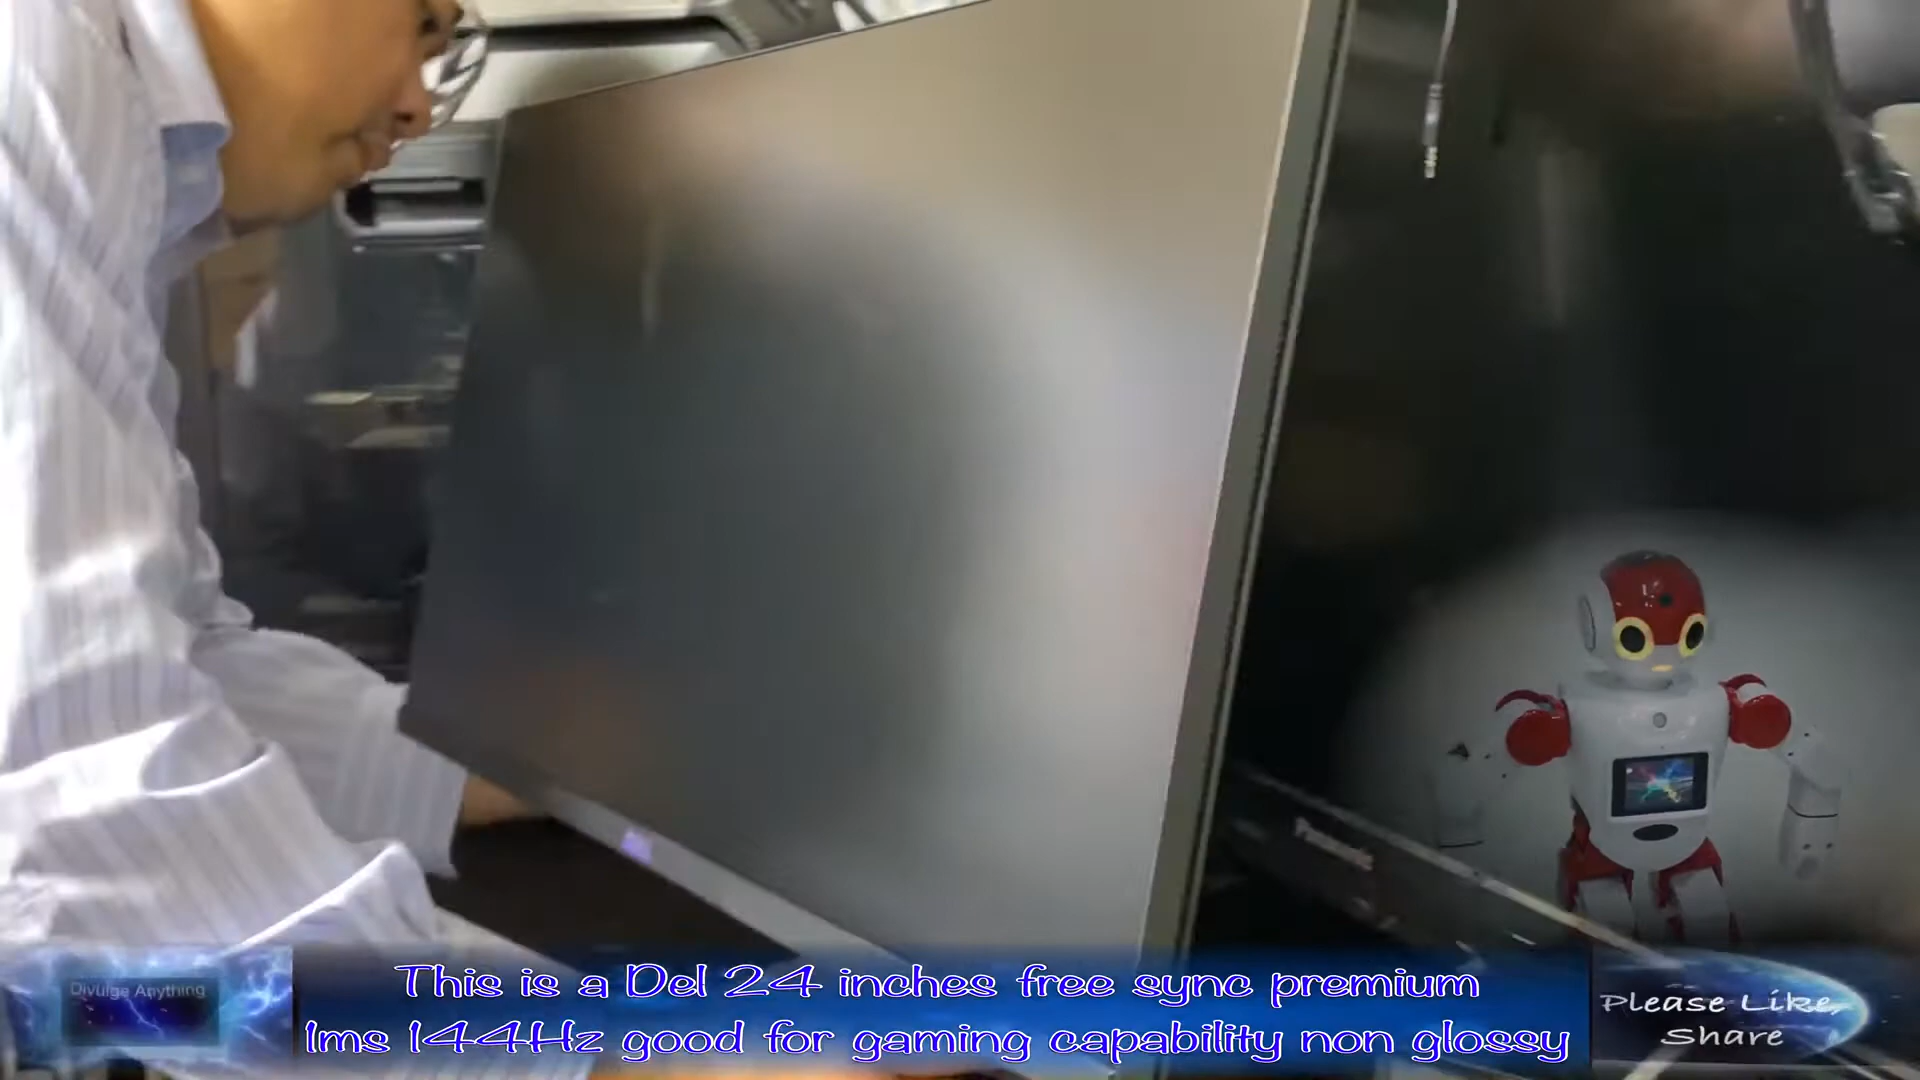 Panasonic
Divulge Anything
This is a Del 24 inches free sync premium
1ms 144Hz good for gaming capability non glossy
Please Like,
Share